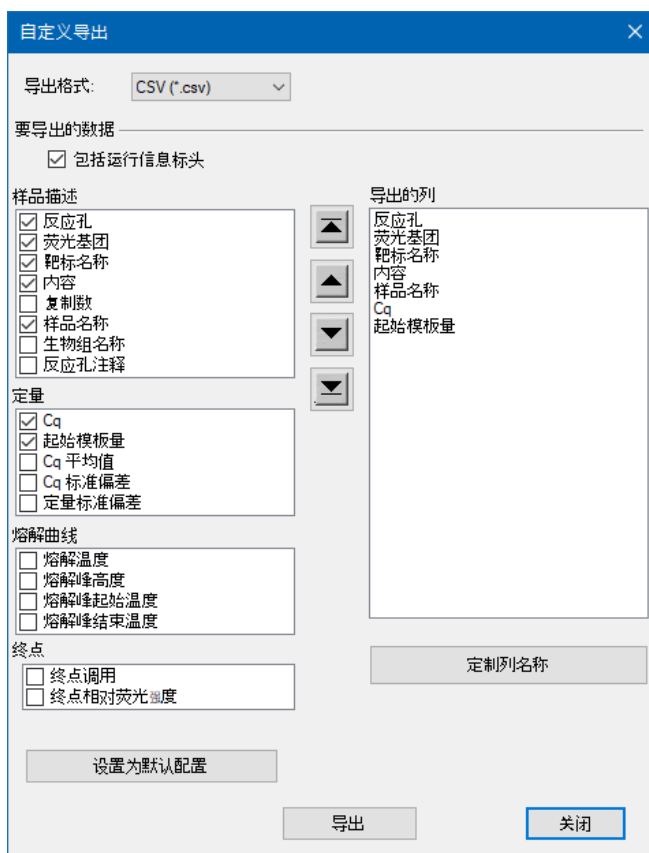 自定义导出
导出格式:
CSV (*.csv)
要导出的数据
包括运行信息标头
样品描述
反应孔
荧光基团
靶标名称
内容
复制数
样品名称
生物组名称
反应孔注释
定量
Cq
起始模板量
Cq 平均值
Cq 标准偏差
定量标准偏差
熔解曲线
熔解温度
熔解峰高度
熔解峰起始温度
熔解峰结束温度
终点
终点调用
终点相对荧光强度
导出的列
反应孔
荧光基团
靶标名称
内容
样品名称
Cq
起始模板量
定制列名称
设置为默认配置
导出
关闭